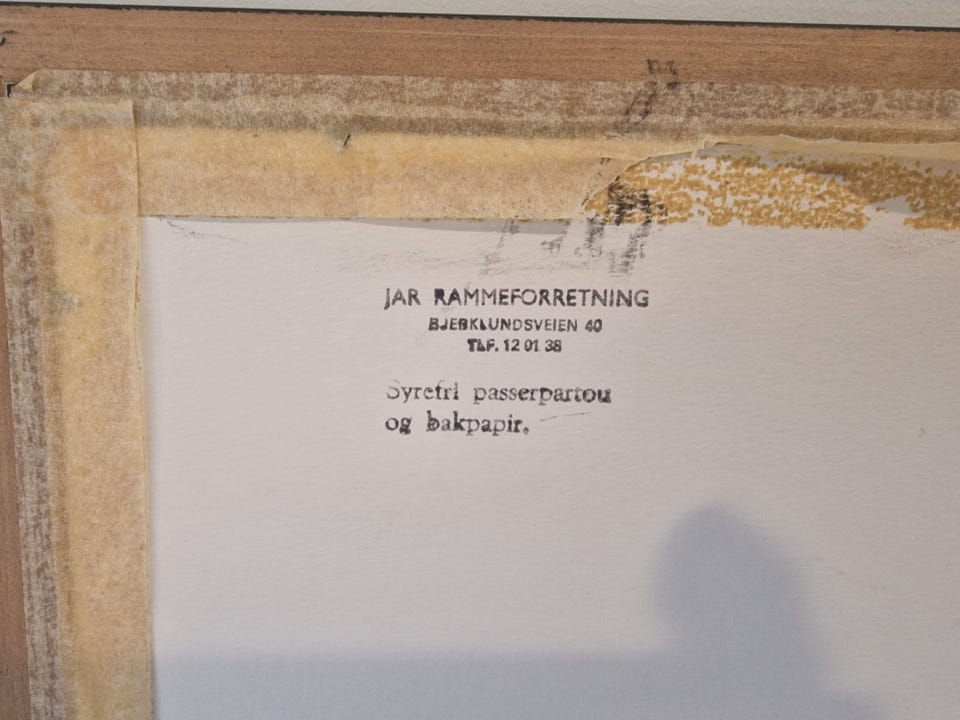 JAR RAMMEFORRETNING
BJERKLUNDSVEIEN 40
TLF. 12 01 38
Syrefri passerpartou
og bakpapir.